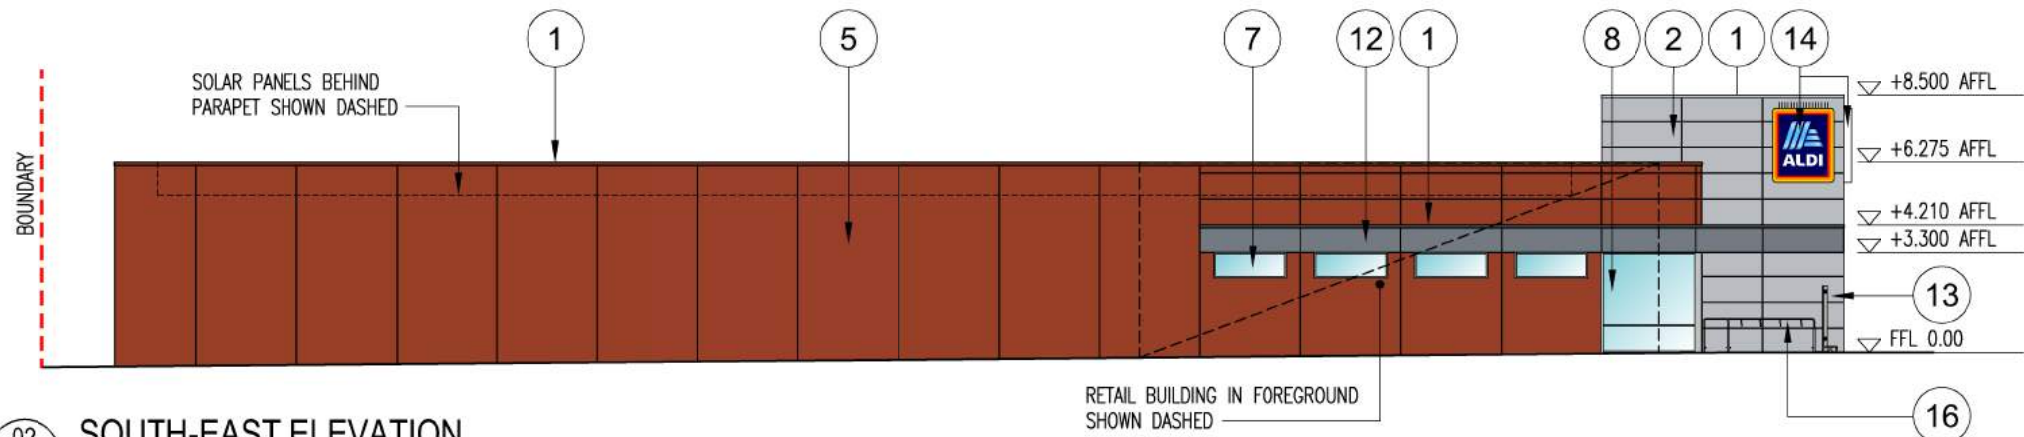 1
5
7
12
1
8
2
1
14
SOLAR PANELS BEHIND
PARAPET SHOWN DASHED
+8.500 AFFL
ALDI
+6.275 AFFL
BOUNDARY
+4.210 AFFL
+3.300 AFFL
13
FFL 0.00
RETAIL BUILDING IN FOREGROUND
SHOWN DASHED
16
02
SOUTH-EAST ELEVATION